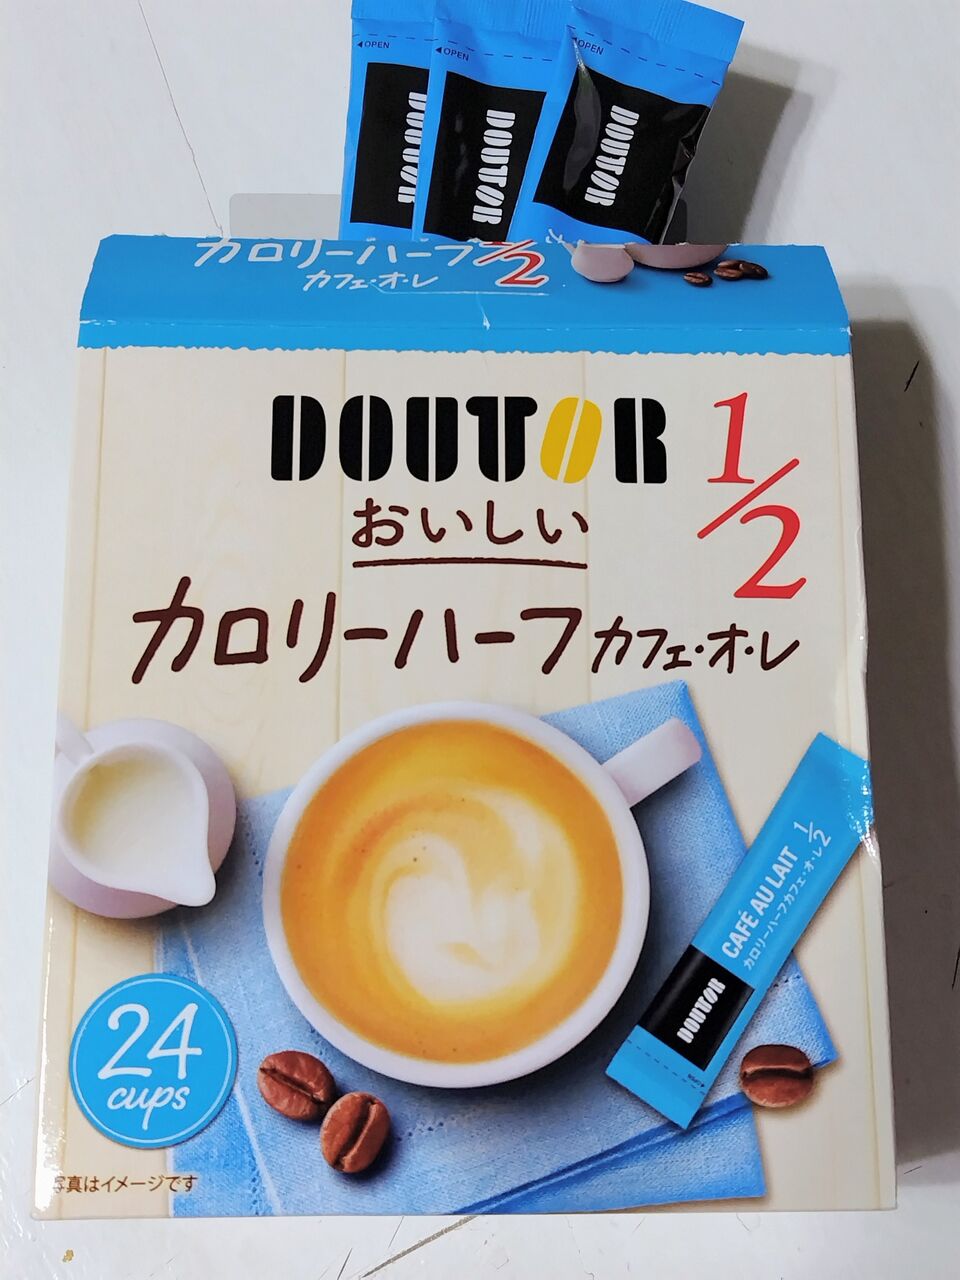 ◀OPEN
◀OPEN
◀OPEN
DOUTOR
DOUTOR
DOUTOR
カロリーハーフ 1/2
カフェ・オ・レ
DOUTOR
1/2
おいしい
カロリーハーフ カフェ・オ・レ
CAFÉ AU LAIT 1/2
カロリーハーフカフェ・オ・レ
DOUTOR
◀OPEN
24
cups
写真はイメージです